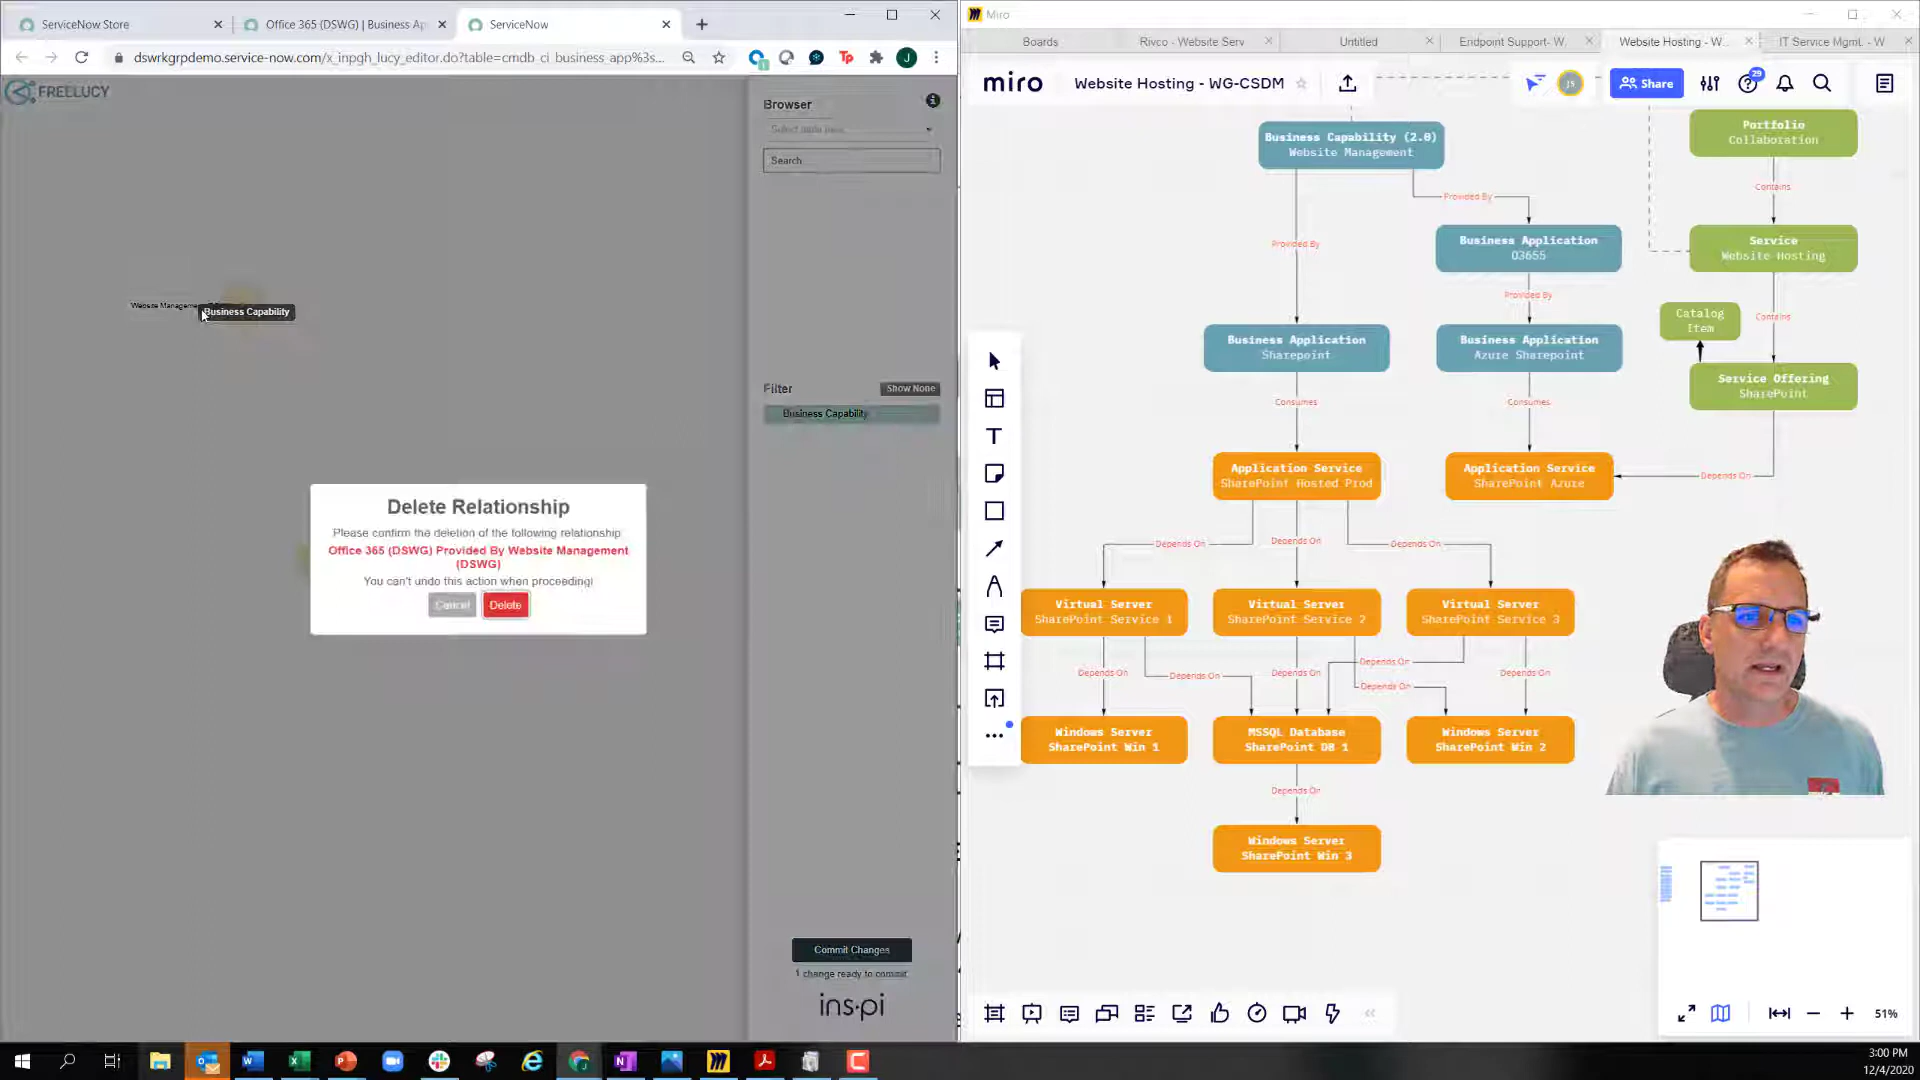 ServiceNow Store
Office 365 (DSWG) | Business Ap
ServiceNow
dswrkgrpdemo.service-now.com/x_inpgh_lucy_editor.do?table=cmdb_ci_business_app%3s...
FREELUCY
Browser
Search
Website Managemen
Business Capability
Filter
Show None
Business Capability
Delete Relationship
Please confirm the deletion of the following relationship
Office 365 (DSWG) Provided By Website Management
(DSWG)
You can't undo this action when proceeding!
Cancel
Delete
Commit Changes
1 change ready to commit
ins·pi
Miro
Boards
Rivco - Website Serv
Untitled
Endpoint Support- W.
Website Hosting - W...
IT Service Mgmt. - W
miro
Website Hosting - WG-CSDM
JS
Share
29
Business Capability (2.0)
Website Management
Portfolio
Collaboration
Contains
Provided By
Provided By
Business Application
O3655
Service
Website Hosting
Provided By
Catalog
Item
Contains
Business Application
Sharepoint
Business Application
Azure Sharepoint
Service Offering
SharePoint
Consumes
Consumes
Application Service
SharePoint Hosted Prod
Application Service
SharePoint Azure
Depends On
Depends On
Depends On
Depends On
Virtual Server
SharePoint Service 1
Virtual Server
SharePoint Service 2
Virtual Server
SharePoint Service 3
Depends On
Depends On
Depends On
Depends On
Depends On
Depends On
Windows Server
SharePoint Win 1
MSSQL Database
SharePoint DB 1
Windows Server
SharePoint Win 2
Depends On
Windows Server
SharePoint Win 3
51%
3:00 PM
12/4/2020